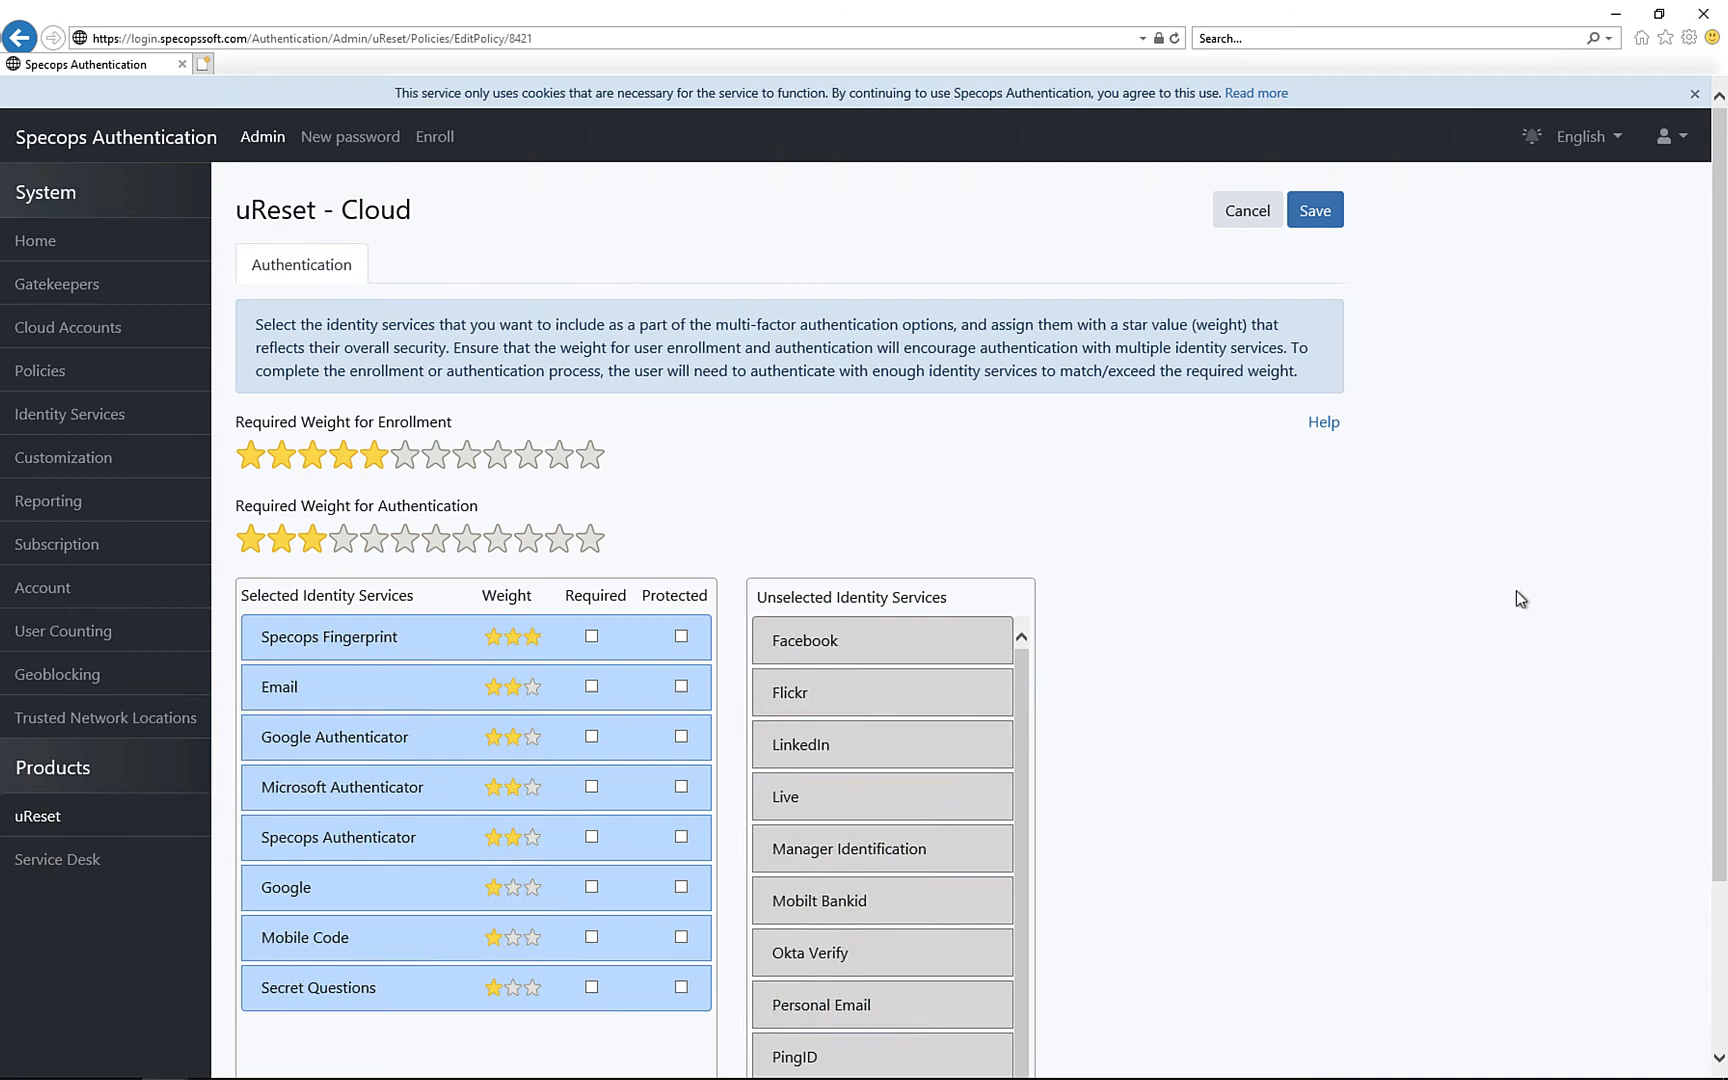 https://login.specopssoft.com/Authentication/Admin/uReset/Policies/EditPolicy/8421
Search...
Specops Authentication
This service only uses cookies that are necessary for the service to function. By continuing to use Specops Authentication, you agree to this use. Read more
Specops Authentication Admin New password Enroll English
System
Home
Gatekeepers
Cloud Accounts
Policies
Identity Services
Customization
Reporting
Subscription
Account
User Counting
Geoblocking
Trusted Network Locations
Products
uReset
Service Desk
uReset - Cloud
Cancel Save
Authentication
Select the identity services that you want to include as a part of the multi-factor authentication options, and assign them with a star value (weight) that
reflects their overall security. Ensure that the weight for user enrollment and authentication will encourage authentication with multiple identity services. To
complete the enrollment or authentication process, the user will need to authenticate with enough identity services to match/exceed the required weight.
Required Weight for Enrollment
Help
Required Weight for Authentication
Selected Identity Services Weight Required Protected
Specops Fingerprint
Email
Google Authenticator
Microsoft Authenticator
Specops Authenticator
Google
Mobile Code
Secret Questions
Unselected Identity Services
Facebook
Flickr
LinkedIn
Live
Manager Identification
Mobilt Bankid
Okta Verify
Personal Email
PingID